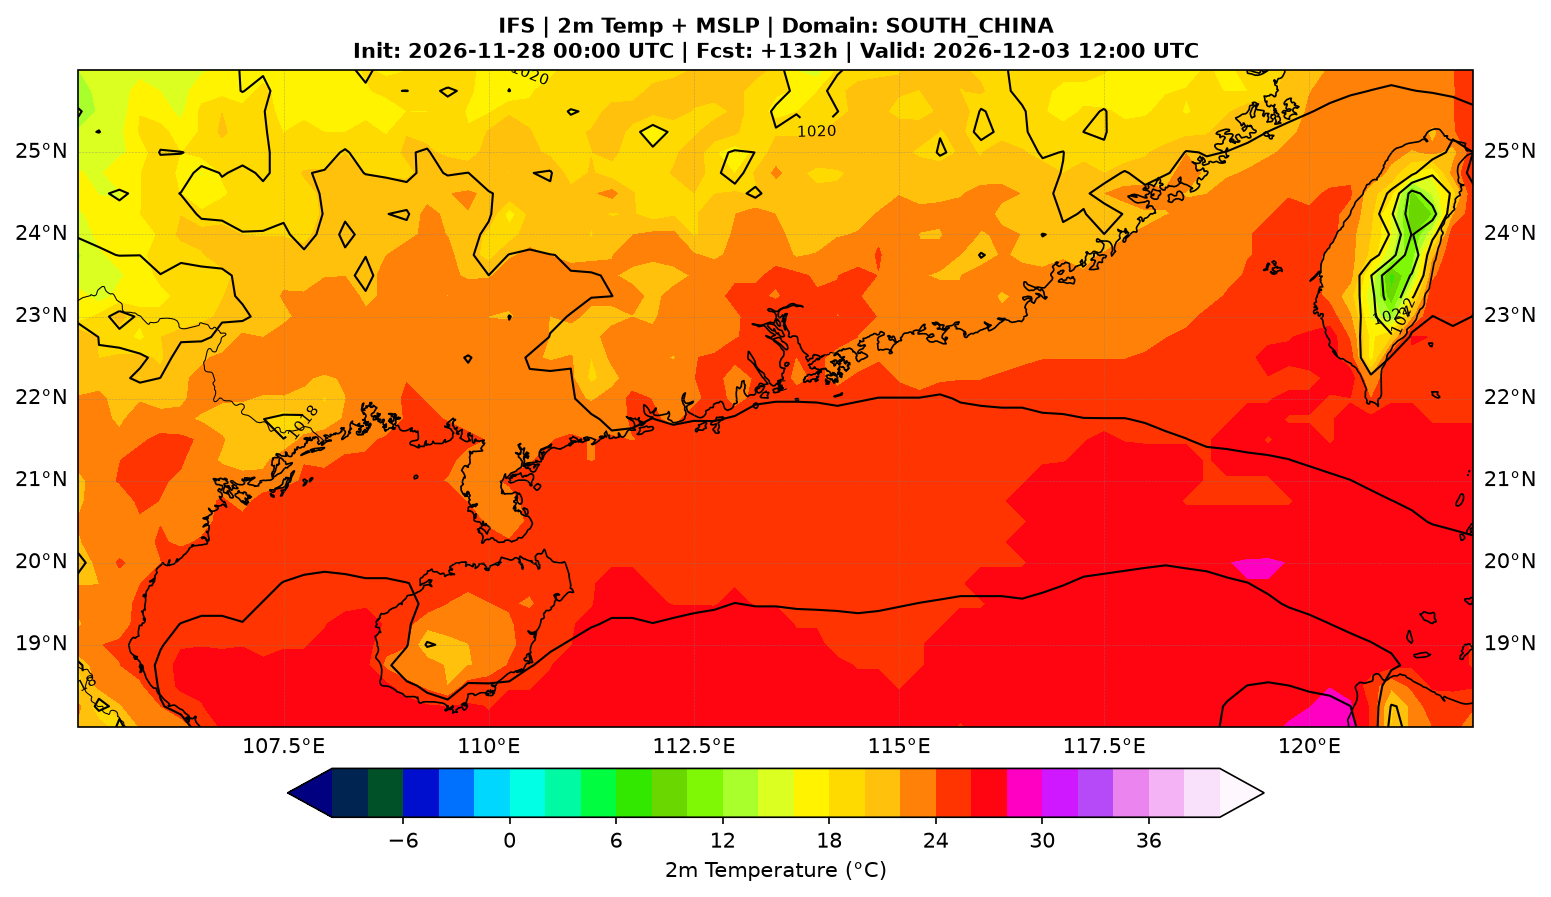 IFS | 2m Temp + MSLP | Domain: SOUTH_CHINA
Init: 2026-11-28 00:00 UTC | Fcst: +132h | Valid: 2026-12-03 12:00 UTC
1020
1020
25°N 25°N
24°N 24°N
1022
1022
23°N 23°N
22°N 22°N
1018
21°N 21°N
20°N 20°N
19°N 19°N
18
107.5°E 110°E 112.5°E 115°E 117.5°E 120°E
−6 0 6 12 18 24 30 36
2m Temperature (°C)